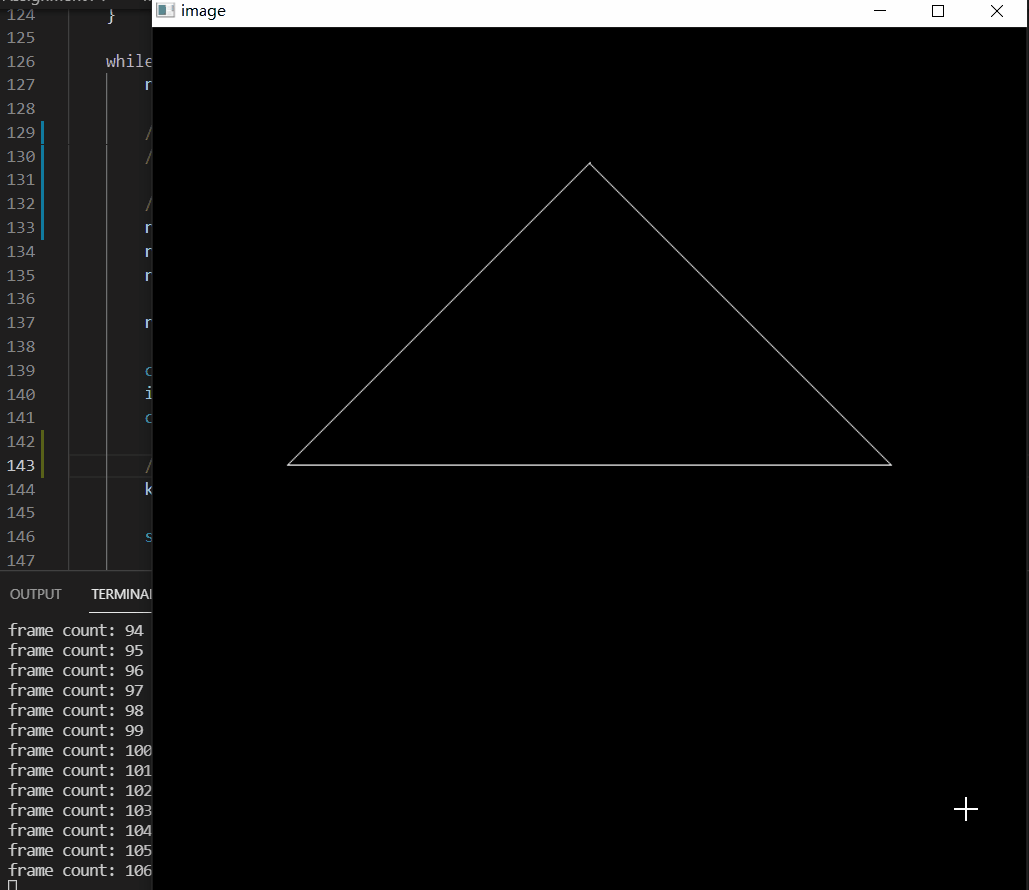 image
124 }
125
126 while
127 r
128
129 /
130 /
131
132 /
133 r
134 r
135 r
136
137 r
138
139 c
140 i
141 c
142
143 /
144 k
145
146 s
147
OUTPUT TERMINAL
frame count: 94
frame count: 95
frame count: 96
frame count: 97
frame count: 98
frame count: 99
frame count: 100
frame count: 101
frame count: 102
frame count: 103
frame count: 104
frame count: 105
frame count: 106